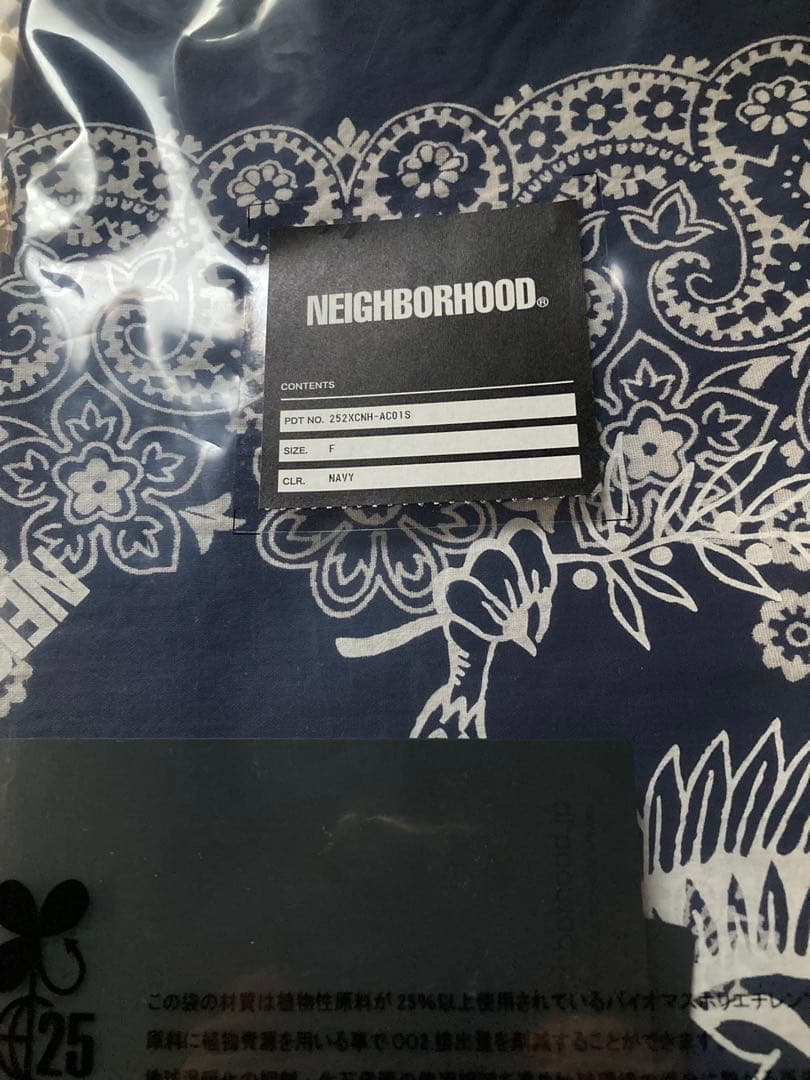 NEIGHBORHOOD®
CONTENTS
PDT NO. 252XCNH-AC01S
SIZE. F
CLR. NAVY
NEI
この袋の材質は植物性原料が25%以上使用されているバイオマスポリエチレン
原料に植物資源を用いる事でCO2排出量を削減することができます。
25